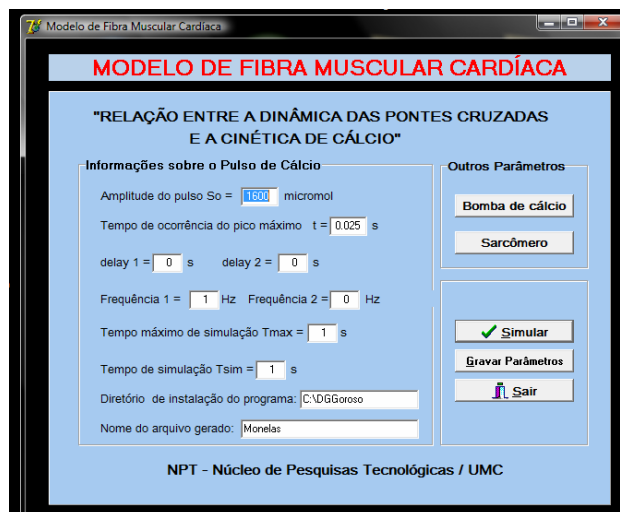 Modelo de Fibra Muscular Cardíaca
MODELO DE FIBRA MUSCULAR CARDÍACA
"RELAÇÃO ENTRE A DINÂMICA DAS PONTES CRUZADAS
E A CINÉTICA DE CÁLCIO"
Informações sobre o Pulso de Cálcio
Amplitude do pulso So = 1600 micromol
Tempo de ocorrência do pico máximo t = 0.025 s
delay 1 = 0 s delay 2 = 0 s
Frequência 1 = 1 Hz Frequência 2 = 0 Hz
Tempo máximo de simulação Tmax = 1 s
Tempo de simulação Tsim = 1 s
Diretório de instalação do programa: C:\DGGoroso
Nome do arquivo gerado: Monelas
Outros Parâmetros
Bomba de cálcio
Sarcômero
Simular
Gravar Parâmetros
Sair
NPT - Núcleo de Pesquisas Tecnológicas / UMC